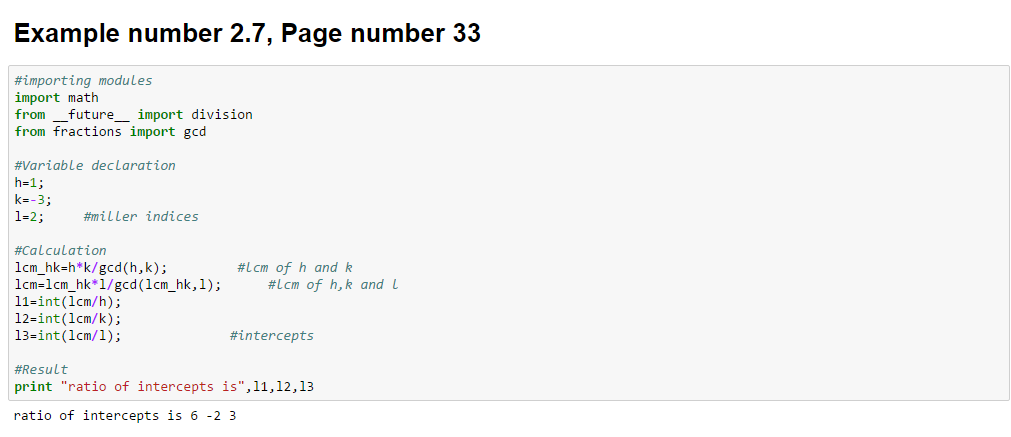 Example number 2.7, Page number 33
#importing modules
import math
from __future__ import division
from fractions import gcd
#Variable declaration
h=1;
k=-3;
l=2;     #miller indices
#Calculation
lcm_hk=h*k/gcd(h,k);         #lcm of h and k
lcm=lcm_hk*l/gcd(lcm_hk,l);      #lcm of h,k and l
l1=int(lcm/h);
l2=int(lcm/k);
l3=int(lcm/l);              #intercepts
#Result
print "ratio of intercepts is",l1,l2,l3
ratio of intercepts is 6 -2 3